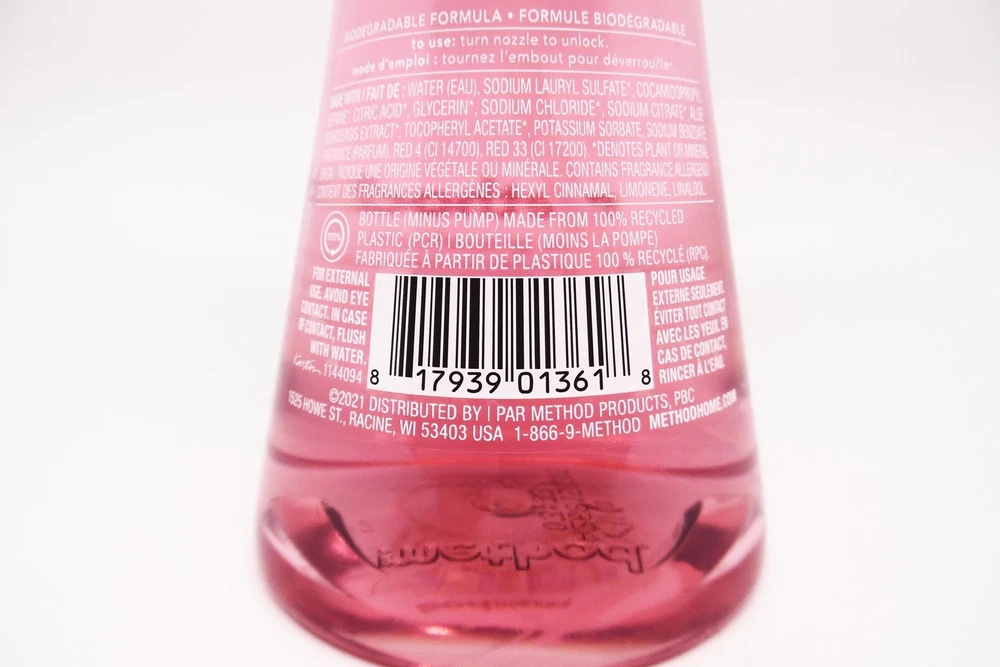 BIODEGRADABLE FORMULA • FORMULE BIODÉGRADABLE
to use: turn nozzle to unlock.
mode d'emploi : tournez l'embout pour déverrouiller.
MADE WITH | FAIT DE : WATER (EAU), SODIUM LAURYL SULFATE*, COCAMIDOPROPYL
BETAINE* CITRIC ACID*, GLYCERIN*, SODIUM CHLORIDE*, SODIUM CITRATE*, ALOE
BARBADENSIS EXTRACT*, TOCOPHERYL ACETATE*, POTASSIUM SORBATE, SODIUM BENZOATE,
FRAGRANCE (PARFUM), RED 4 (CI 14700), RED 33 (CI 17200). *DENOTES PLANT OR MINERAL
ORIGIN | INDIQUE UNE ORIGINE VÉGÉTALE OU MINÉRALE. CONTAINS FRAGRANCE ALLERGENS
CONTIENT DES FRAGRANCES ALLERGÈNES : HEXYL CINNAMAL, LIMONENE, LINALOOL.
100%
BOTTLE (MINUS PUMP) MADE FROM 100% RECYCLED
PLASTIC (PCR) | BOUTEILLE (MOINS LA POMPE)
FABRIQUÉE À PARTIR DE PLASTIQUE 100 % RECYCLÉ (RPC).
FOR EXTERNAL
USE. AVOID EYE
CONTACT. IN CASE
OF CONTACT, FLUSH
WITH WATER.
1144094
8 17939 01361 8
POUR USAGE
EXTERNE SEULEMENT.
ÉVITER TOUT CONTACT
AVEC LES YEUX. EN
CAS DE CONTACT,
RINCER À L'EAU.
©2021 DISTRIBUTED BY | PAR METHOD PRODUCTS, PBC
1525 HOWE ST., RACINE, WI 53403 USA 1-866-9-METHOD METHODHOME.COM
method